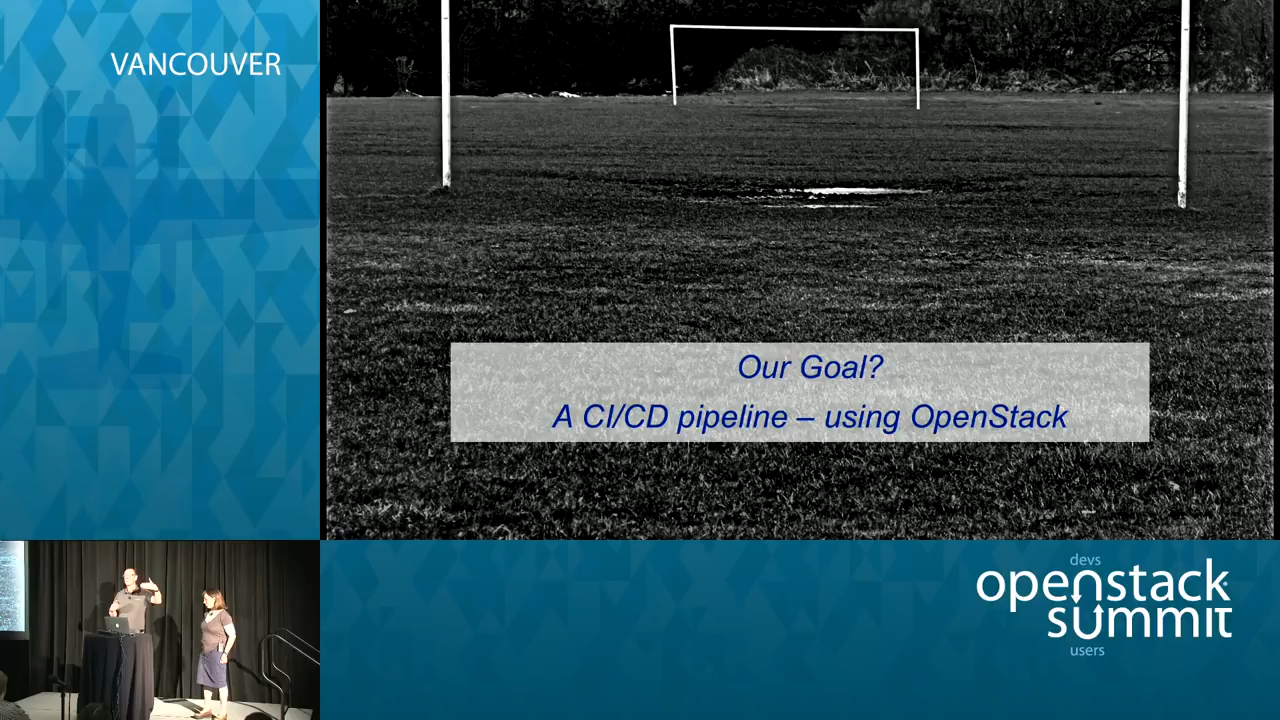 VANCOUVER
Our Goal?
A CI/CD pipeline – using OpenStack
devs
openstack
summit
users